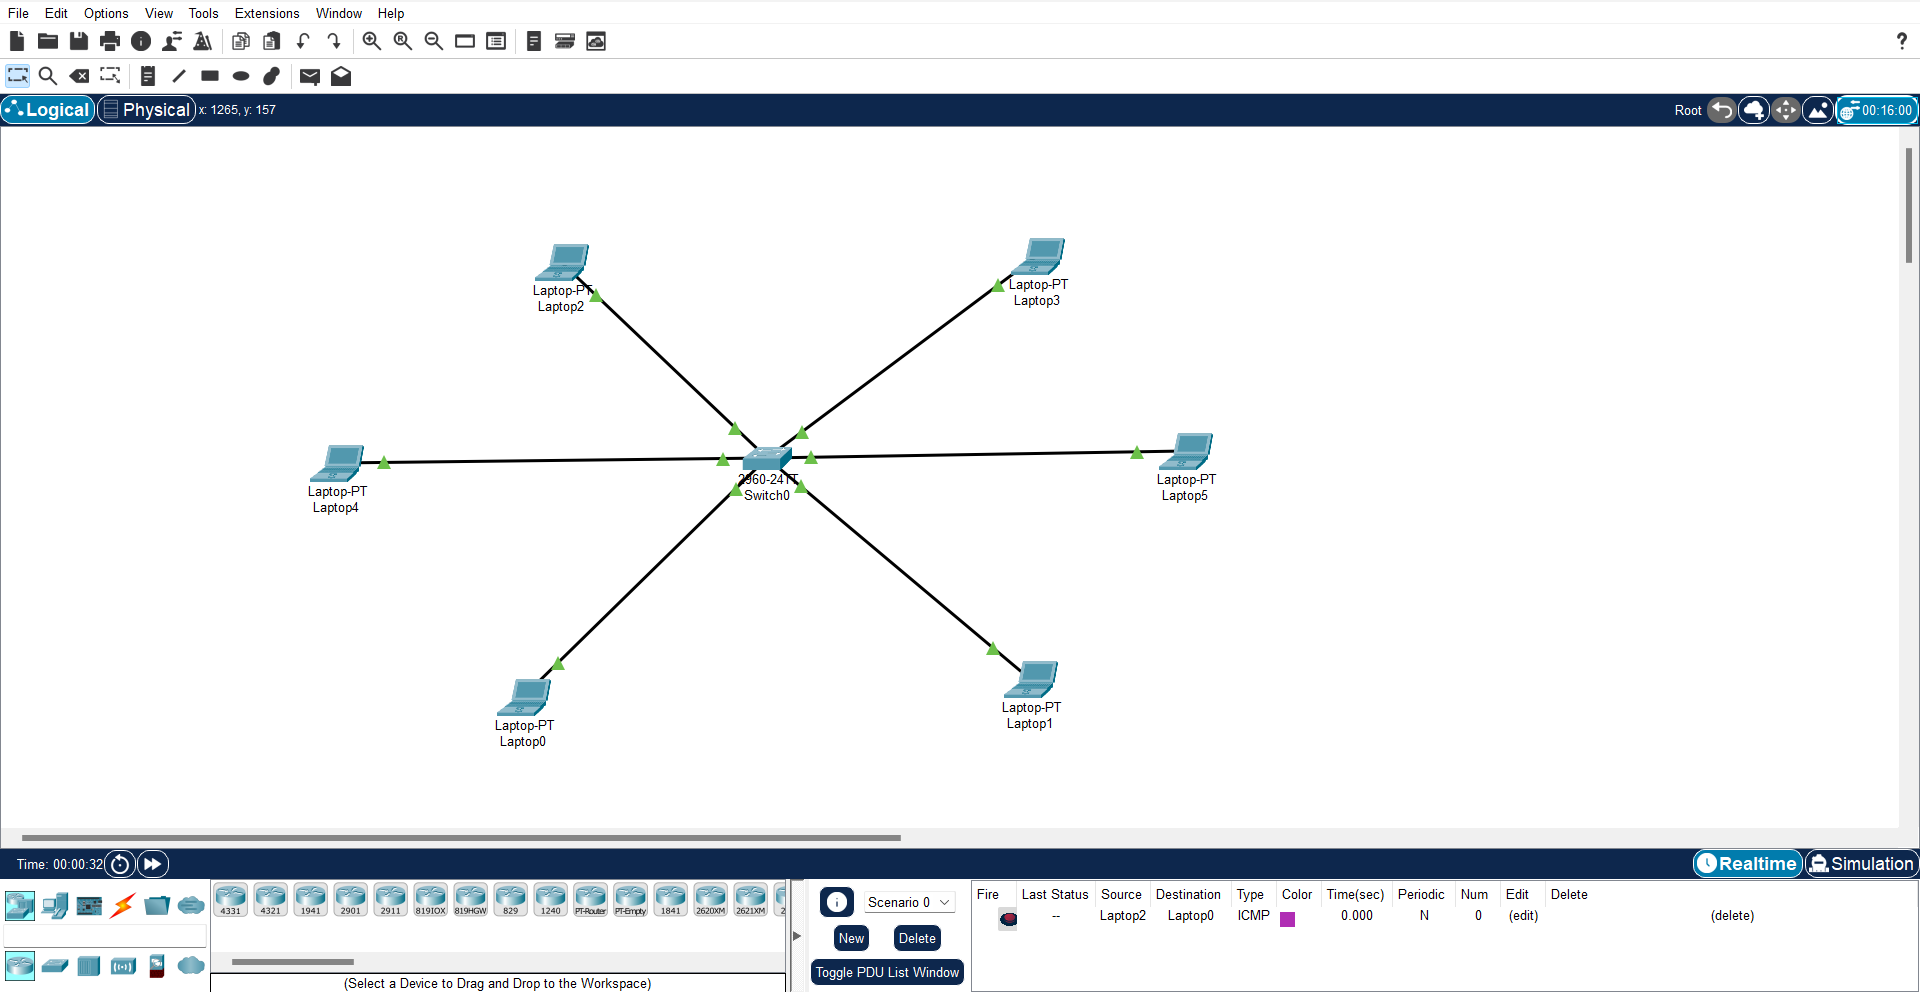 File Edit Options View Tools Extensions Window Help
?
Logical Physical x: 1265, y: 157 Root 00:16:00
Laptop-PT
Laptop2
Laptop-PT
Laptop3
Laptop-PT
Laptop4
2960-24TT
Switch0
Laptop-PT
Laptop5
Laptop-PT
Laptop0
Laptop-PT
Laptop1
Time: 00:00:32 Realtime Simulation
4331 4321 1941 2901 2911 819IOX 819HGW 829 1240 PT-Router PT-Empty 1841 2620XM 2621XM 2
(Select a Device to Drag and Drop to the Workspace)
Scenario 0
New Delete
Toggle PDU List Window
Fire Last Status Source Destination Type Color Time(sec) Periodic Num Edit Delete
-- Laptop2 Laptop0 ICMP 0.000 N 0 (edit) (delete)